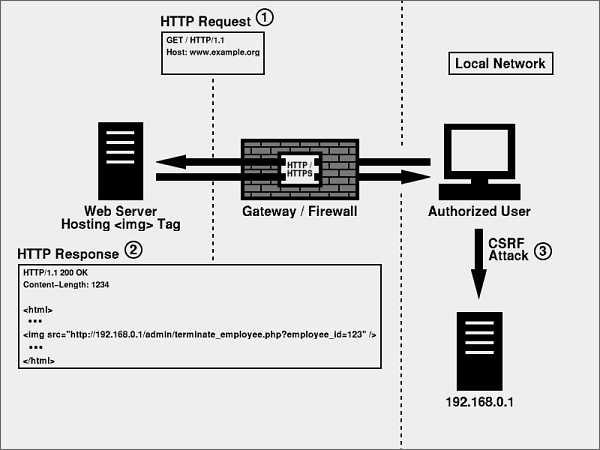 HTTP Request 1
GET / HTTP/1.1
Host: www.example.org
Local Network
HTTP /
HTTPS
Web Server
Hosting <img> Tag
Gateway / Firewall
Authorized User
HTTP Response 2
HTTP/1.1 200 OK
Content-Length: 1234
<html>
...
<img src="http://192.168.0.1/admin/terminate_employee.php?employee_id=123" />
...
</html>
CSRF
Attack 3
192.168.0.1